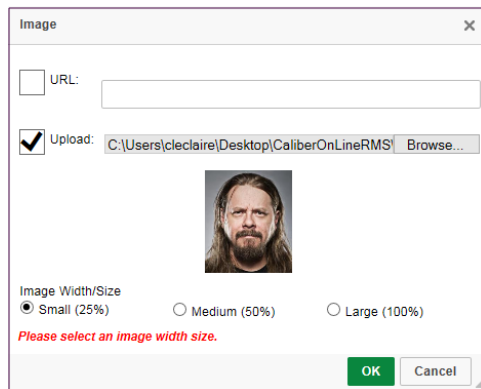 Image
URL:
Upload: C:\Users\cleclaire\Desktop\CaliberOnLineRMS\ Browse...
Image Width/Size
Small (25%) Medium (50%) Large (100%)
Please select an image width size.
OK Cancel